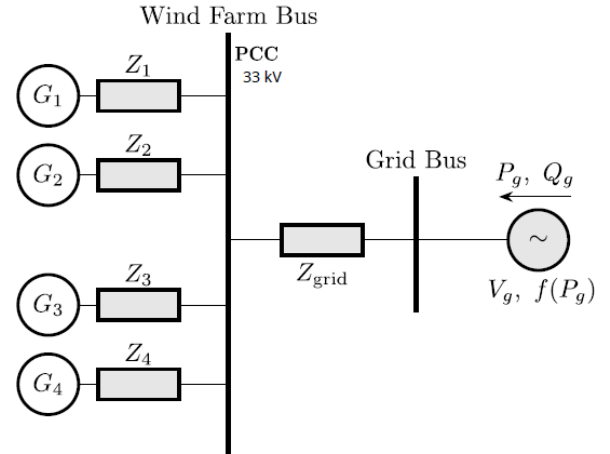 Wind Farm Bus
PCC
33 kV
G₁
Z₁
G₂
Z₂
Grid Bus
P_g, Q_g
~
Z_grid
V_g, f(P_g)
G₃
Z₃
G₄
Z₄